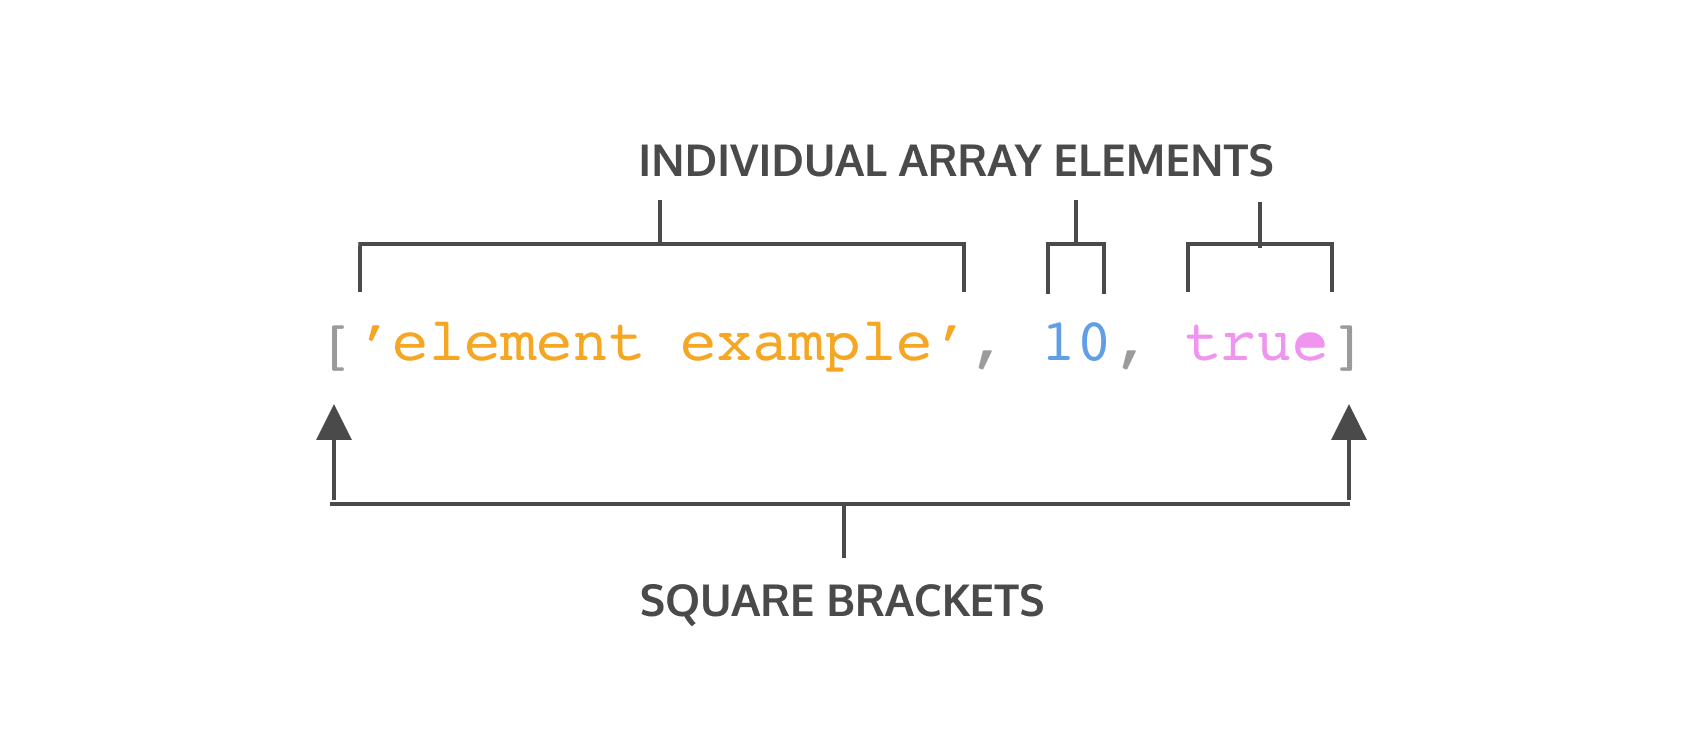 INDIVIDUAL ARRAY ELEMENTS
[’element example’, 10, true]
SQUARE BRACKETS